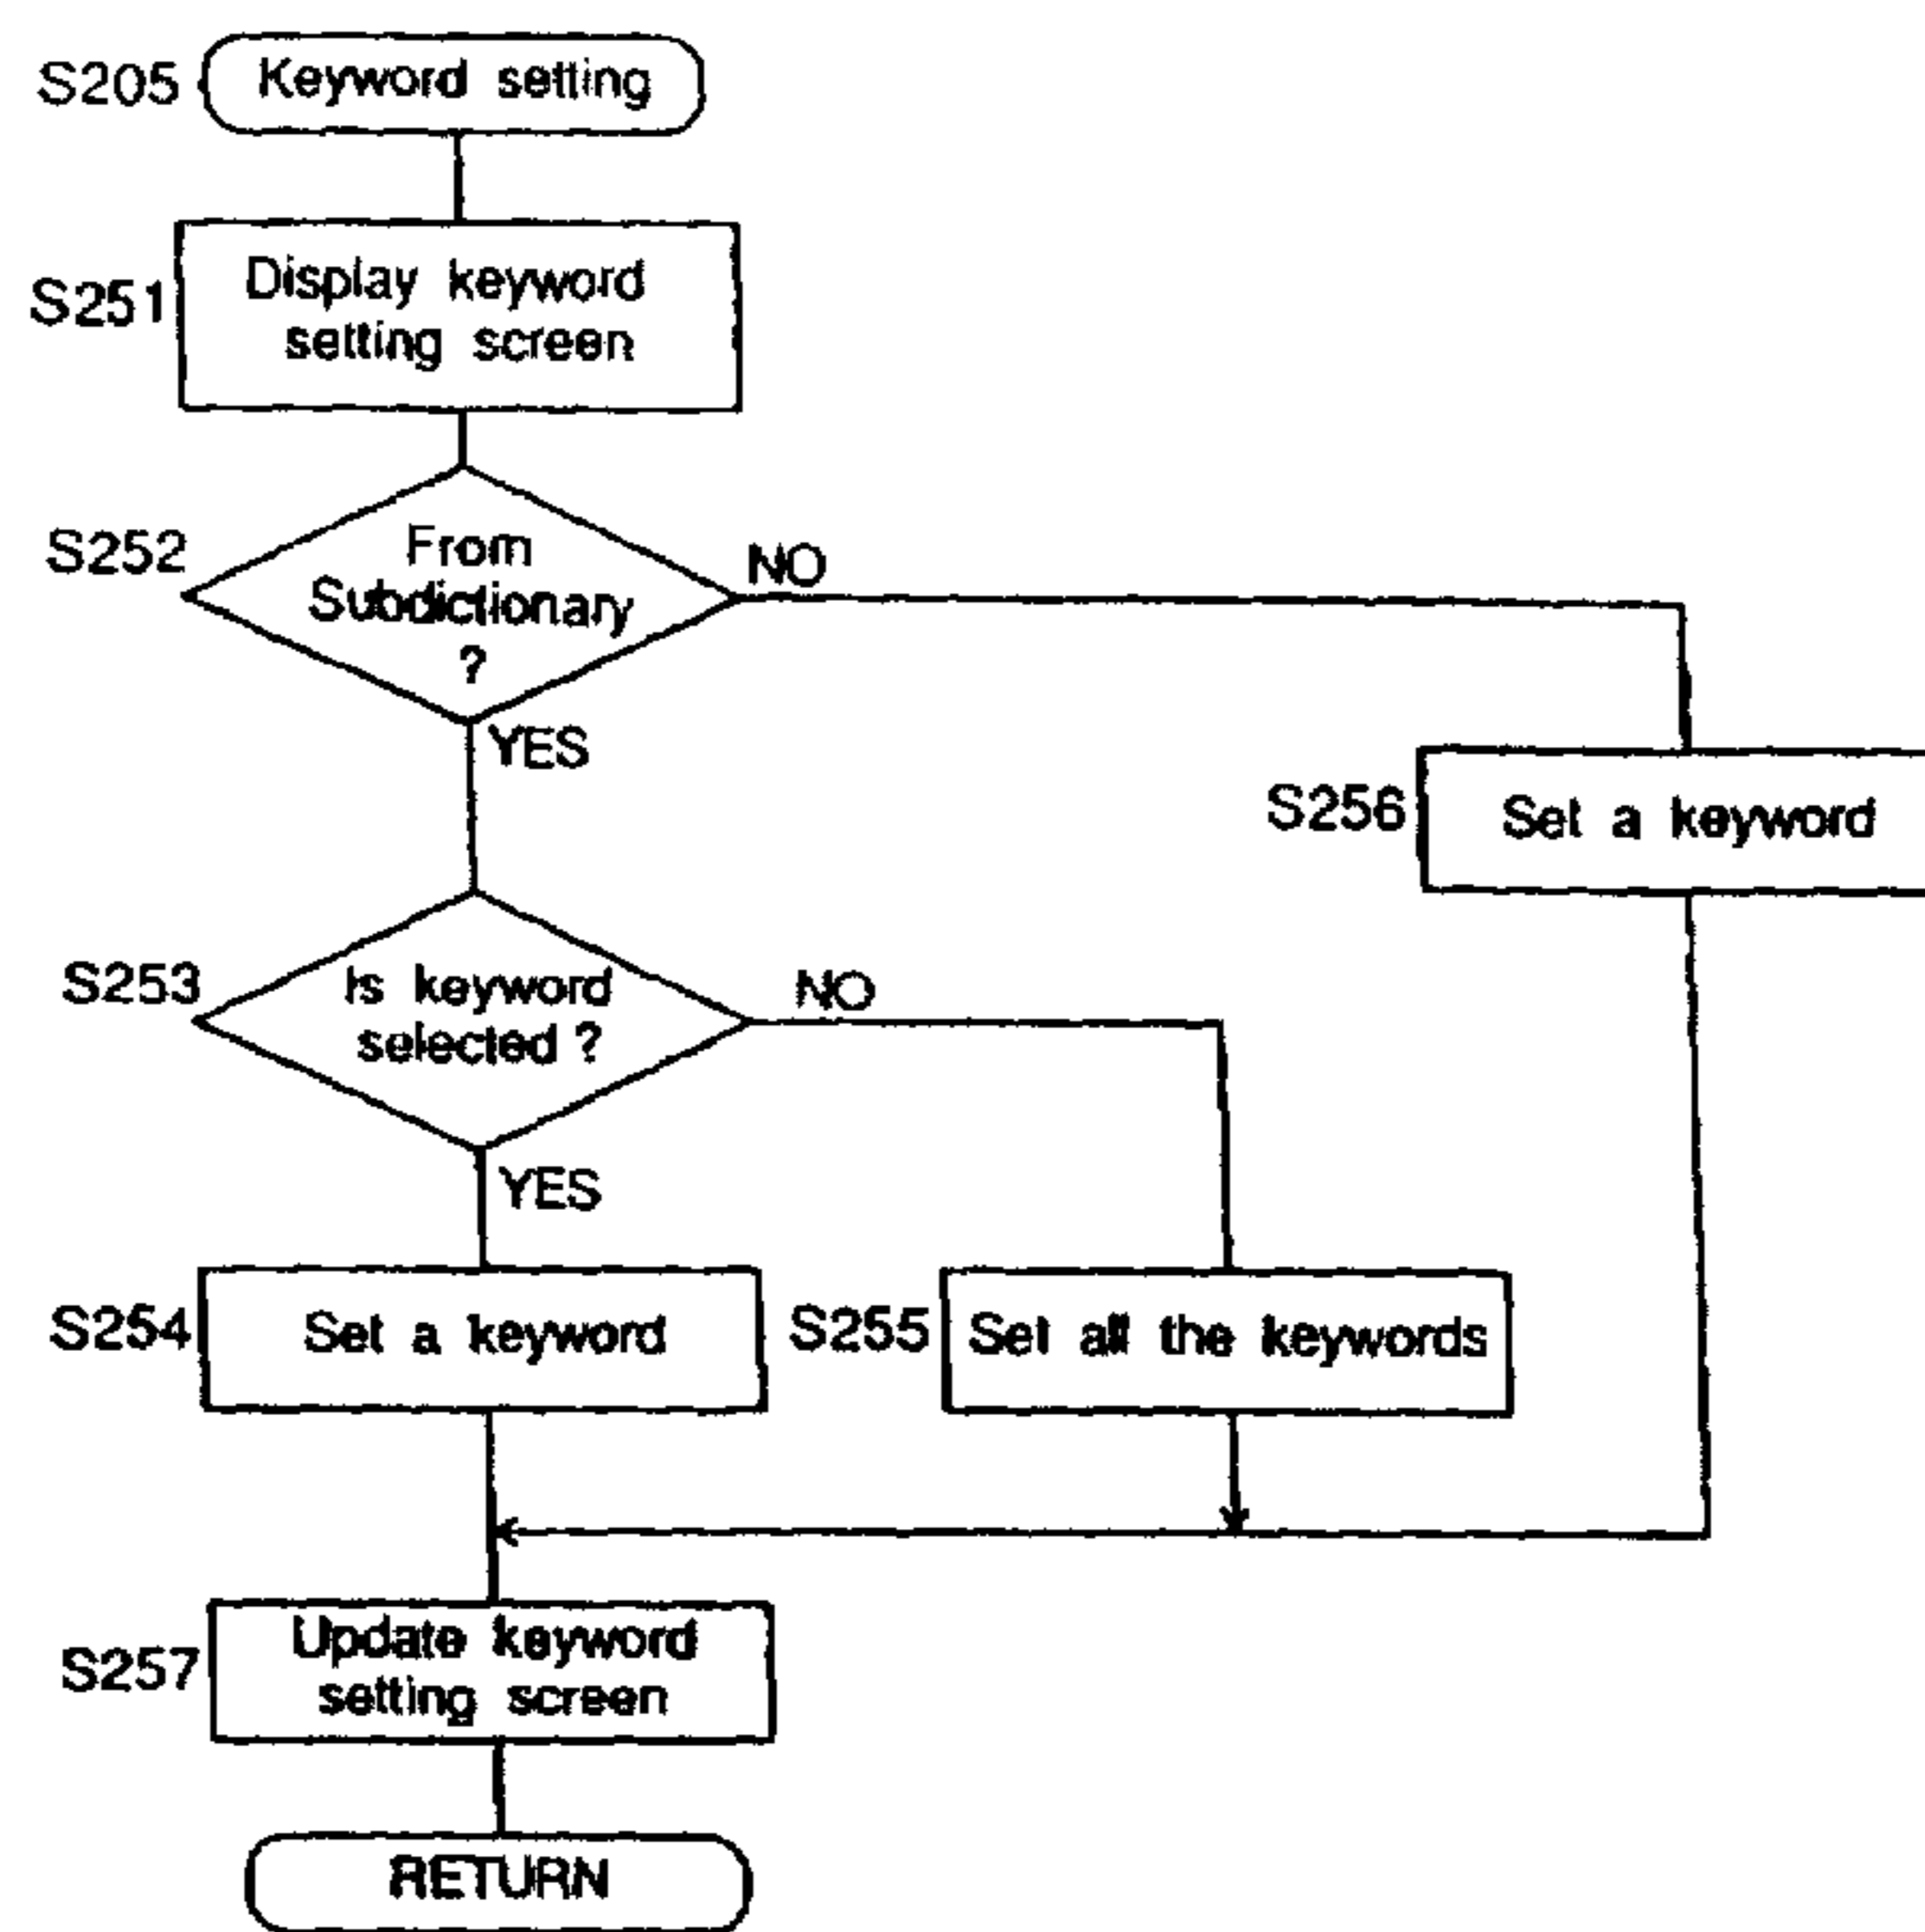 S205
Keyword setting
S251
Display keyword
setting screen
S252
From
Subdictionary
?
NO
YES
S256
Set a keyword
S253
Is keyword
selected ?
NO
YES
S254
Set a keyword
S255
Set all the keywords
S257
Update keyword
setting screen
RETURN